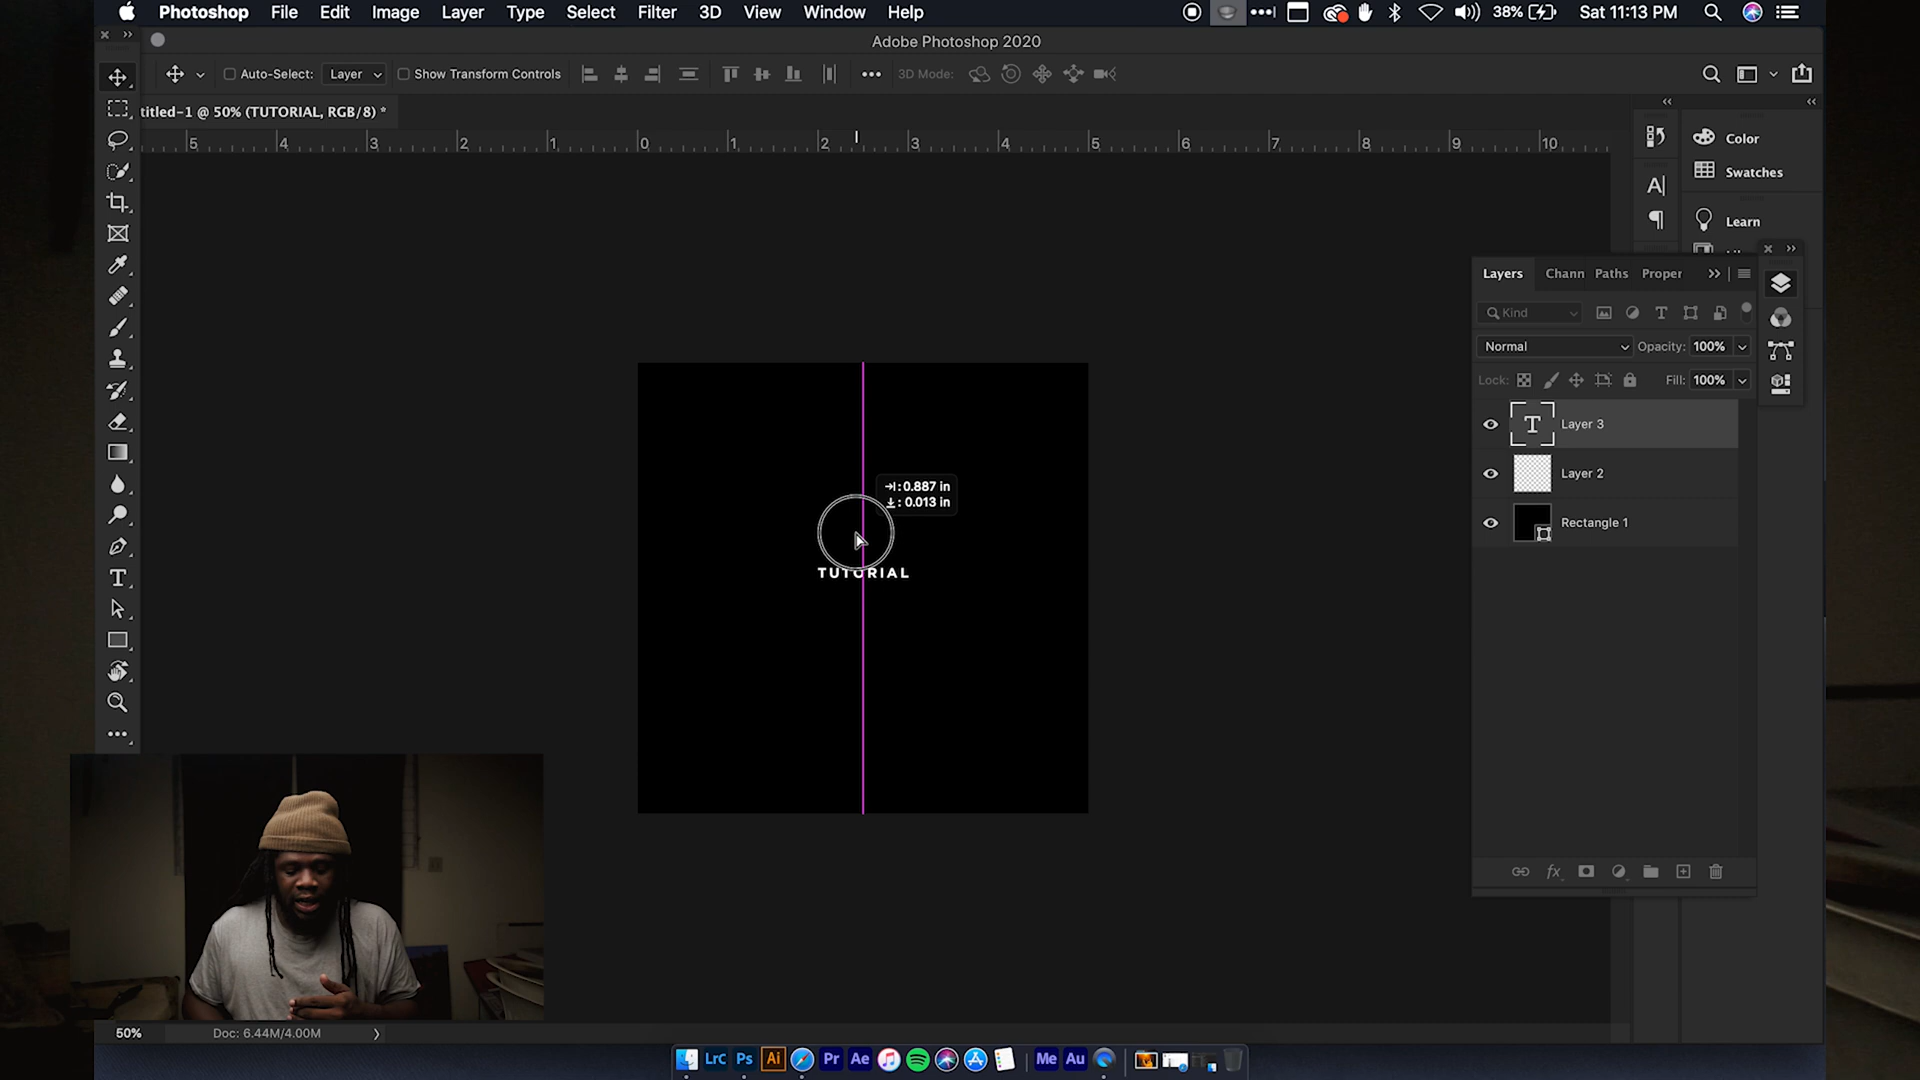 Photoshop File Edit Image Layer Type Select Filter 3D View Window Help 38% Sat 11:13 PM
Adobe Photoshop 2020
Auto-Select: Layer Show Transform Controls 3D Mode:
titled-1 @ 50% (TUTORIAL, RGB/8) *
5 4 3 2 1 0 1 2 3 4 5 6 7 8 9 10
Color
Swatches
Learn
Layers Chann Paths Proper
Kind
Normal Opacity: 100%
Lock: Fill: 100%
T Layer 3
Layer 2
Rectangle 1
: 0.887 in
: 0.013 in
TUTORIAL
fx
50% Doc: 6.44M/4.00M
LrC Ps Ai Pr Ae Me Au